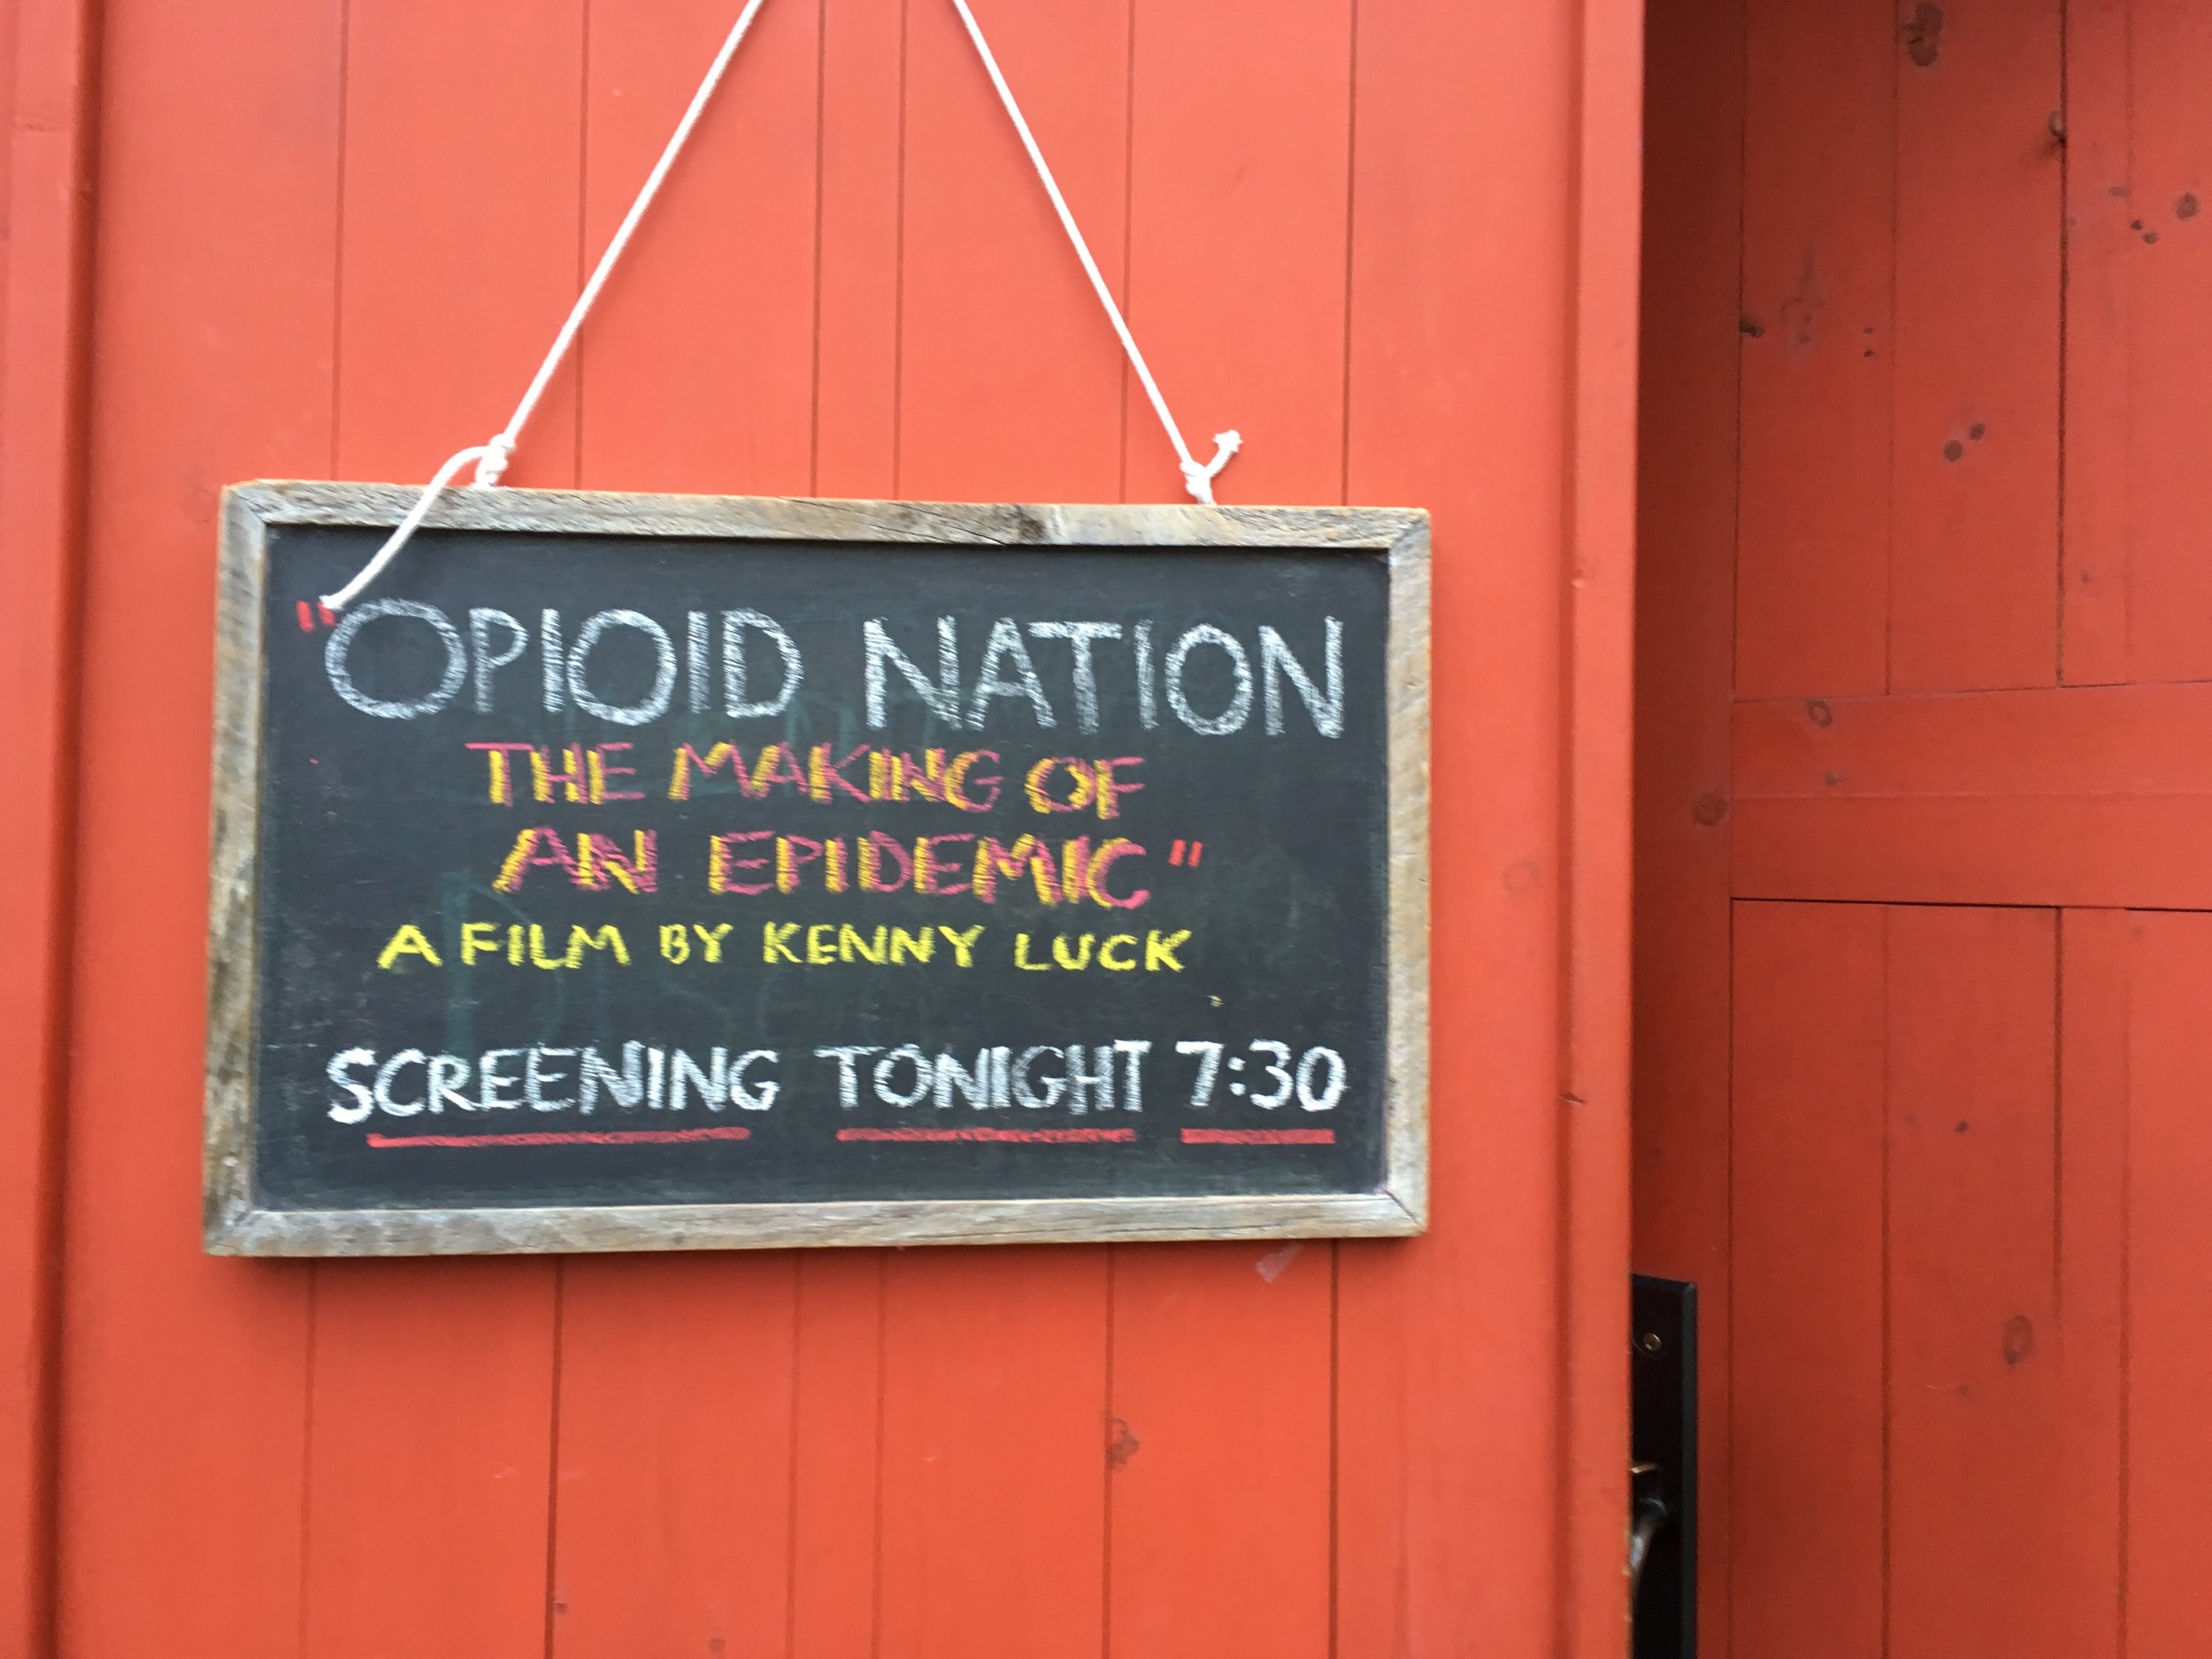 "OPIOID NATION
THE MAKING OF
AN EPIDEMIC"
A FILM BY KENNY LUCK
SCREENING TONIGHT 7:30